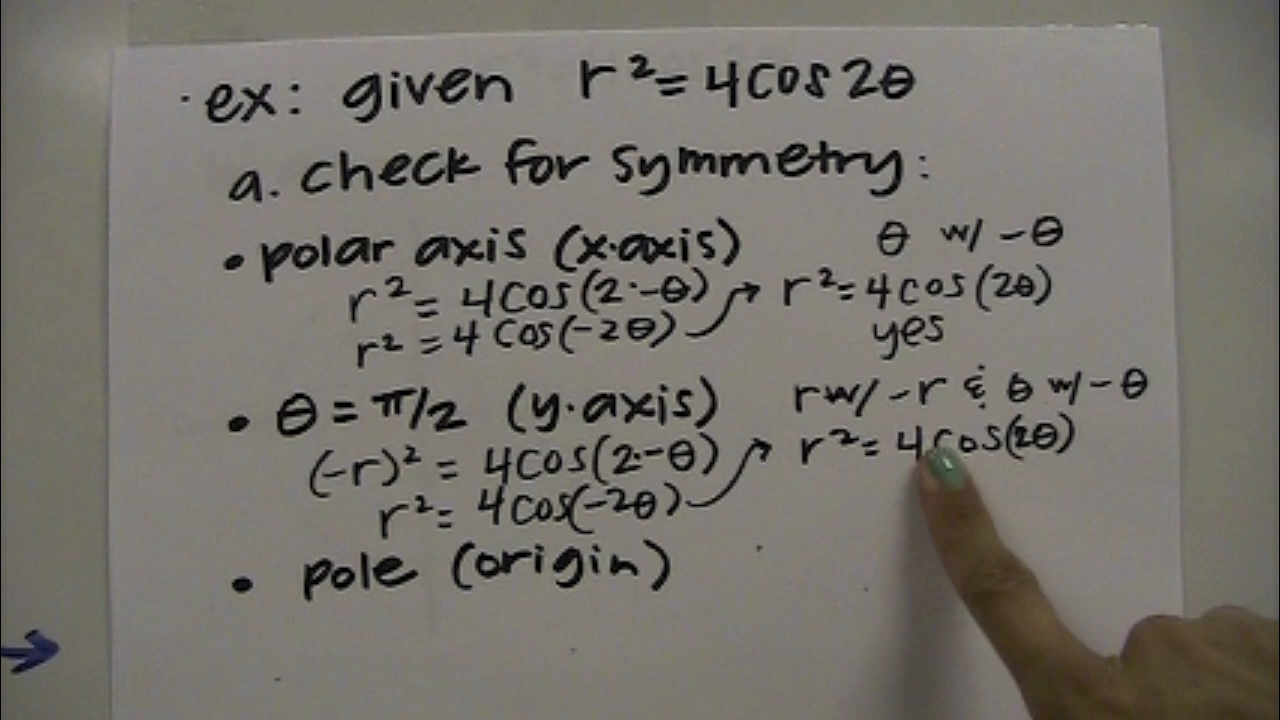 ex: given r² = 4cos2θ
a. check for symmetry:
• polar axis (x-axis) θ w/ -θ
r² = 4cos(2·-θ) r² = 4cos(2θ)
r² = 4cos(-2θ) yes
• θ = π/2 (y-axis) r w/ -r & θ w/ -θ
(-r)² = 4cos(2·-θ) r² = 4cos(2θ)
r² = 4cos(-2θ)
• pole (origin)